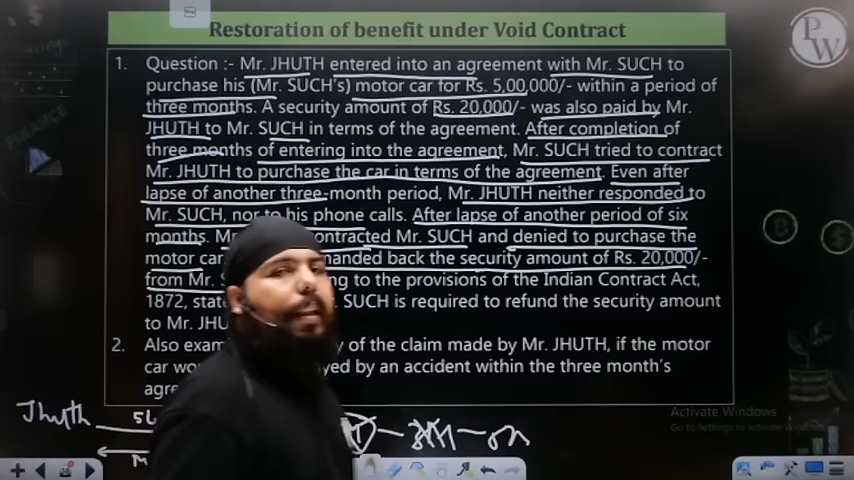 Restoration of benefit under Void Contract
PW
1. Question :- Mr. JHUTH entered into an agreement with Mr. SUCH to
purchase his (Mr. SUCH's) motor car for Rs. 5,00,000/- within a period of
three months. A security amount of Rs. 20,000/- was also paid by Mr.
JHUTH to Mr. SUCH in terms of the agreement. After completion of
three months of entering into the agreement, Mr. SUCH tried to contract
Mr. JHUTH to purchase the car in terms of the agreement. Even after
lapse of another three-month period, Mr. JHUTH neither responded to
Mr. SUCH, nor to his phone calls. After lapse of another period of six
months. contracted Mr. SUCH and denied to purchase the
motor car manded back the security amount of Rs. 20,000/-
from Mr. S ng to the provisions of the Indian Contract Act,
1872, stat . SUCH is required to refund the security amount
to Mr. JHU
2. Also exam y of the claim made by Mr. JHUTH, if the motor
car wo yed by an accident within the three month's
agre
FINANCE
Jhuth 5L
M
Activate Windows
Go to Settings to activate Windows.